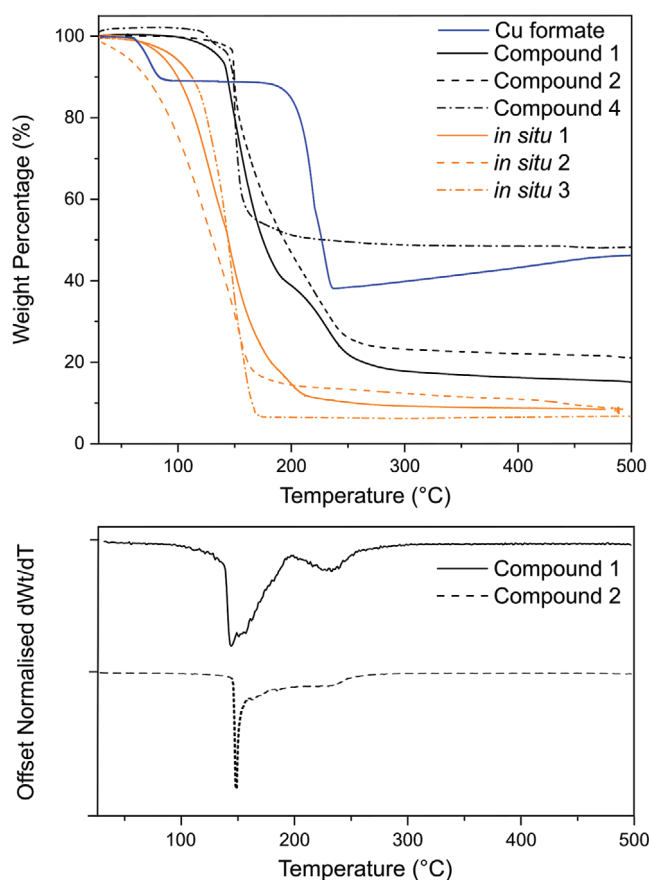 Weight Percentage (%)
100
80
60
40
20
0
Cu formate
Compound 1
Compound 2
Compound 4
in situ 1
in situ 2
in situ 3
100 200 300 400 500
Temperature (°C)
Offset Normalised dWt/dT
Compound 1
Compound 2
100 200 300 400 500
Temperature (°C)